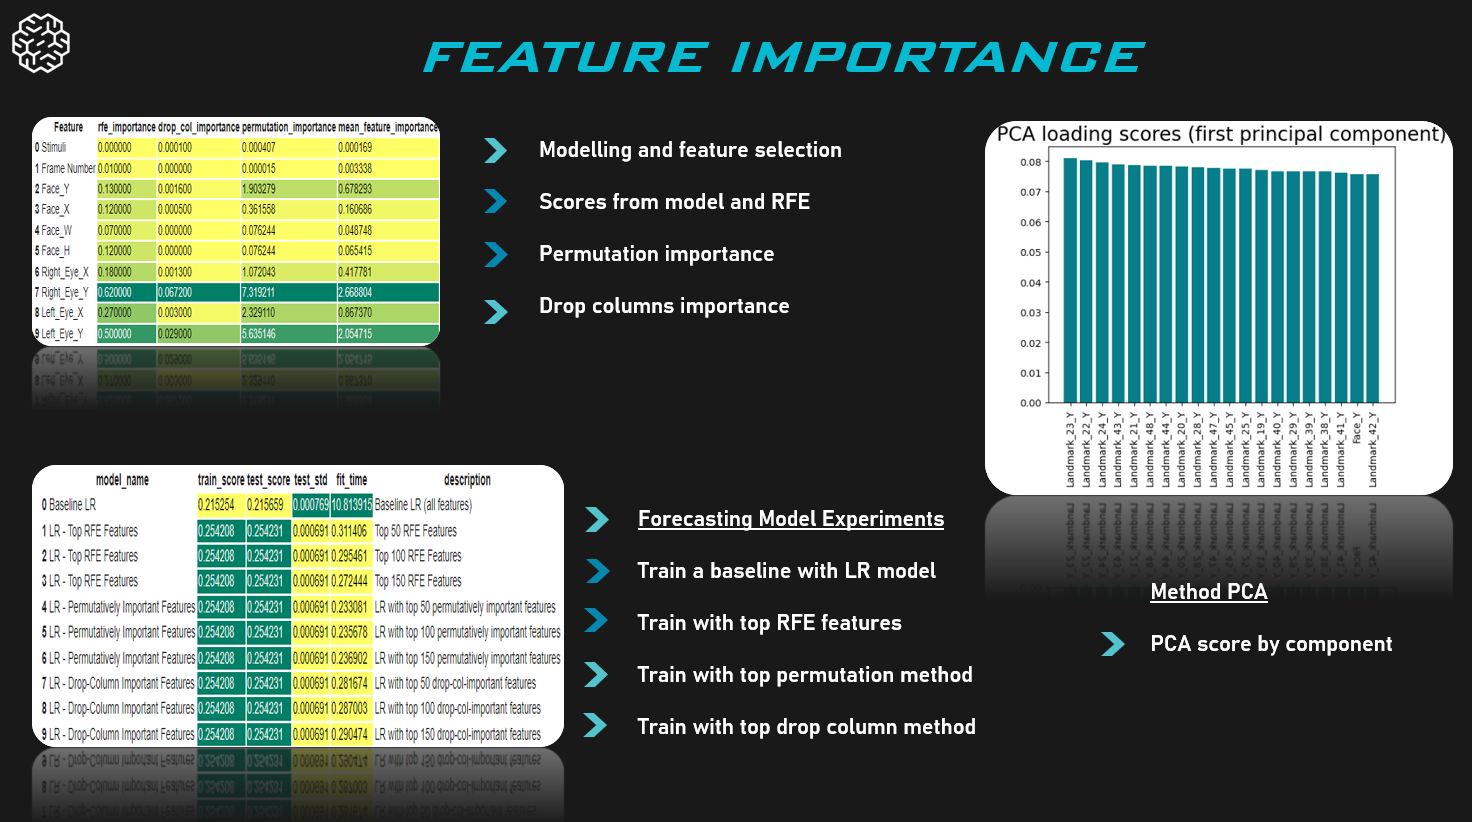 FEATURE IMPORTANCE
Feature rfe_importance drop_col_importance permutation_importance mean_feature_importance
0 Stimuli 0.000000 0.000100 0.000407 0.000169
1 Frame Number 0.010000 0.000000 0.000015 0.003338
2 Face_Y 0.130000 0.001600 1.903279 0.678293
3 Face_X 0.120000 0.000500 0.361558 0.160686
4 Face_W 0.070000 0.000000 0.076244 0.048748
5 Face_H 0.120000 0.000000 0.076244 0.065415
6 Right_Eye_X 0.180000 0.001300 1.072043 0.417781
7 Right_Eye_Y 0.620000 0.067200 7.319211 2.668804
8 Left_Eye_X 0.270000 0.003000 2.329110 0.867370
9 Left_Eye_Y 0.500000 0.029000 5.635146 2.054715
Modelling and feature selection
Scores from model and RFE
Permutation importance
Drop columns importance
PCA loading scores (first principal component)
0.08
0.07
0.06
0.05
0.04
0.03
0.02
0.01
0.00
Landmark_23_Y
Landmark_22_Y
Landmark_24_Y
Landmark_43_Y
Landmark_21_Y
Landmark_48_Y
Landmark_44_Y
Landmark_20_Y
Landmark_28_Y
Landmark_47_Y
Landmark_45_Y
Landmark_25_Y
Landmark_19_Y
Landmark_40_Y
Landmark_29_Y
Landmark_39_Y
Landmark_38_Y
Landmark_41_Y
Face_Y
Landmark_42_Y
model_name train_score test_score test_std fit_time description
0 Baseline LR 0.215254 0.215659 0.000769 10.813915 Baseline LR (all features)
1 LR - Top RFE Features 0.254208 0.254231 0.000691 0.311406 Top 50 RFE Features
2 LR - Top RFE Features 0.254208 0.254231 0.000691 0.295461 Top 100 RFE Features
3 LR - Top RFE Features 0.254208 0.254231 0.000691 0.272444 Top 150 RFE Features
4 LR - Permutatively Important Features 0.254208 0.254231 0.000691 0.233081 LR with top 50 permutatively important features
5 LR - Permutatively Important Features 0.254208 0.254231 0.000691 0.235678 LR with top 100 permutatively important features
6 LR - Permutatively Important Features 0.254208 0.254231 0.000691 0.236902 LR with top 150 permutatively important features
7 LR - Drop-Column Important Features 0.254208 0.254231 0.000691 0.281674 LR with top 50 drop-col-important features
8 LR - Drop-Column Important Features 0.254208 0.254231 0.000691 0.287003 LR with top 100 drop-col-important features
9 LR - Drop-Column Important Features 0.254208 0.254231 0.000691 0.290474 LR with top 150 drop-col-important features
Forecasting Model Experiments
Train a baseline with LR model
Train with top RFE features
Train with top permutation method
Train with top drop column method
Method PCA
PCA score by component